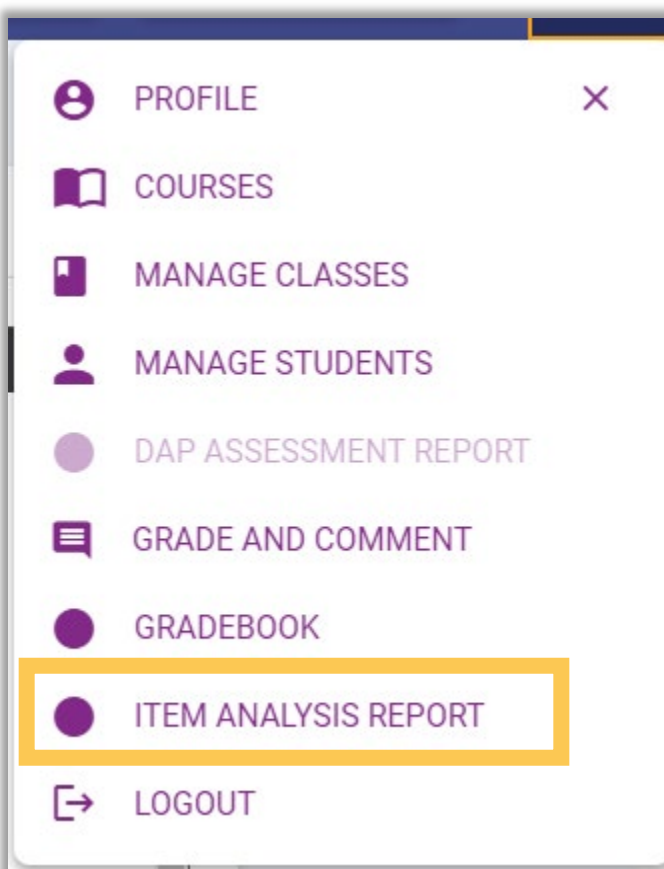 PROFILE
COURSES
MANAGE CLASSES
MANAGE STUDENTS
DAP ASSESSMENT REPORT
GRADE AND COMMENT
GRADEBOOK
ITEM ANALYSIS REPORT
LOGOUT